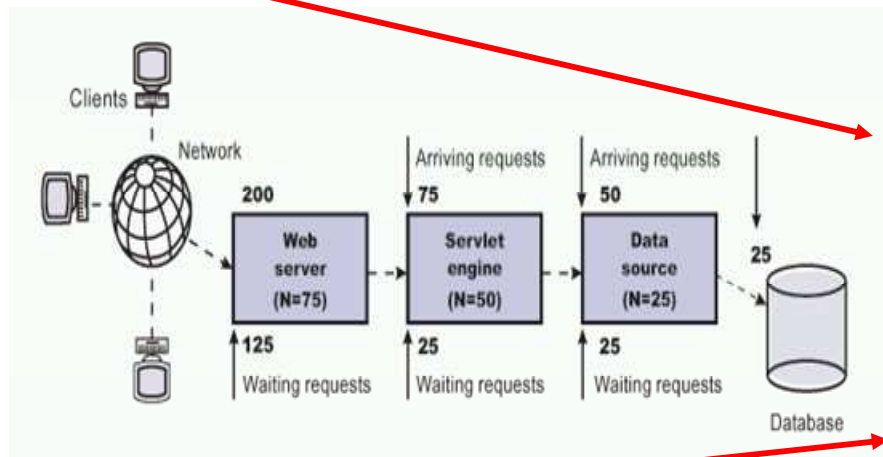 Clients
Network
Arriving requests
Arriving requests
200
75
50
25
Web
server
(N=75)
Servlet
engine
(N=50)
Data
source
(N=25)
125
25
25
Waiting requests
Waiting requests
Waiting requests
Database